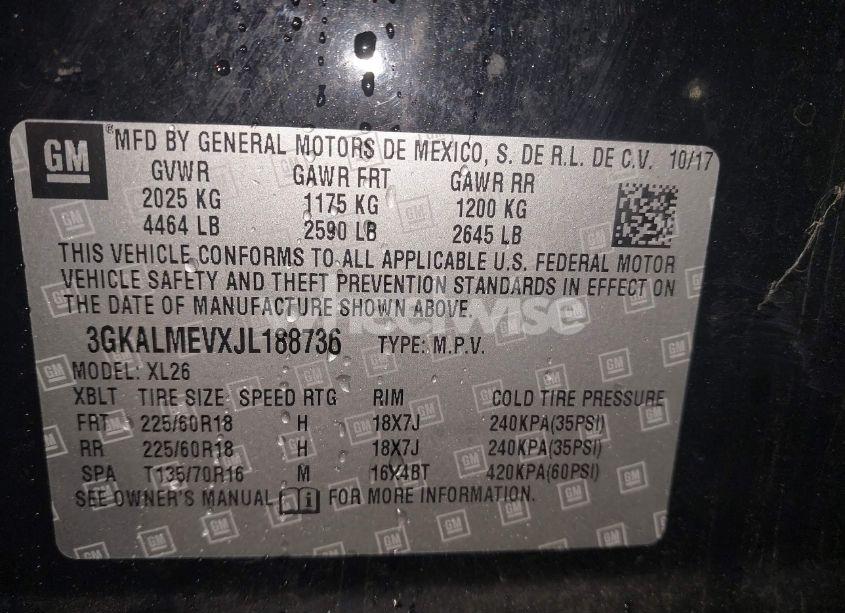 GM ® MFD BY GENERAL MOTORS DE MEXICO, S. DE R.L. DE C.V. 10/17
GVWR GAWR FRT GAWR RR
2025 KG 1175 KG 1200 KG
4464 LB 2590 LB 2645 LB
THIS VEHICLE CONFORMS TO ALL APPLICABLE U.S. FEDERAL MOTOR
VEHICLE SAFETY AND THEFT PREVENTION STANDARDS IN EFFECT ON
THE DATE OF MANUFACTURE SHOWN ABOVE.
3GKALMEVXJL188736 TYPE: M.P.V.
MODEL: XL26
XBLT TIRE SIZE SPEED RTG RIM COLD TIRE PRESSURE
FRT 225/60R18 H 18X7J 240KPA(35PSI)
RR 225/60R18 H 18X7J 240KPA(35PSI)
SPA T135/70R16 M 16X4BT 420KPA(60PSI)
SEE OWNER'S MANUAL FOR MORE INFORMATION.